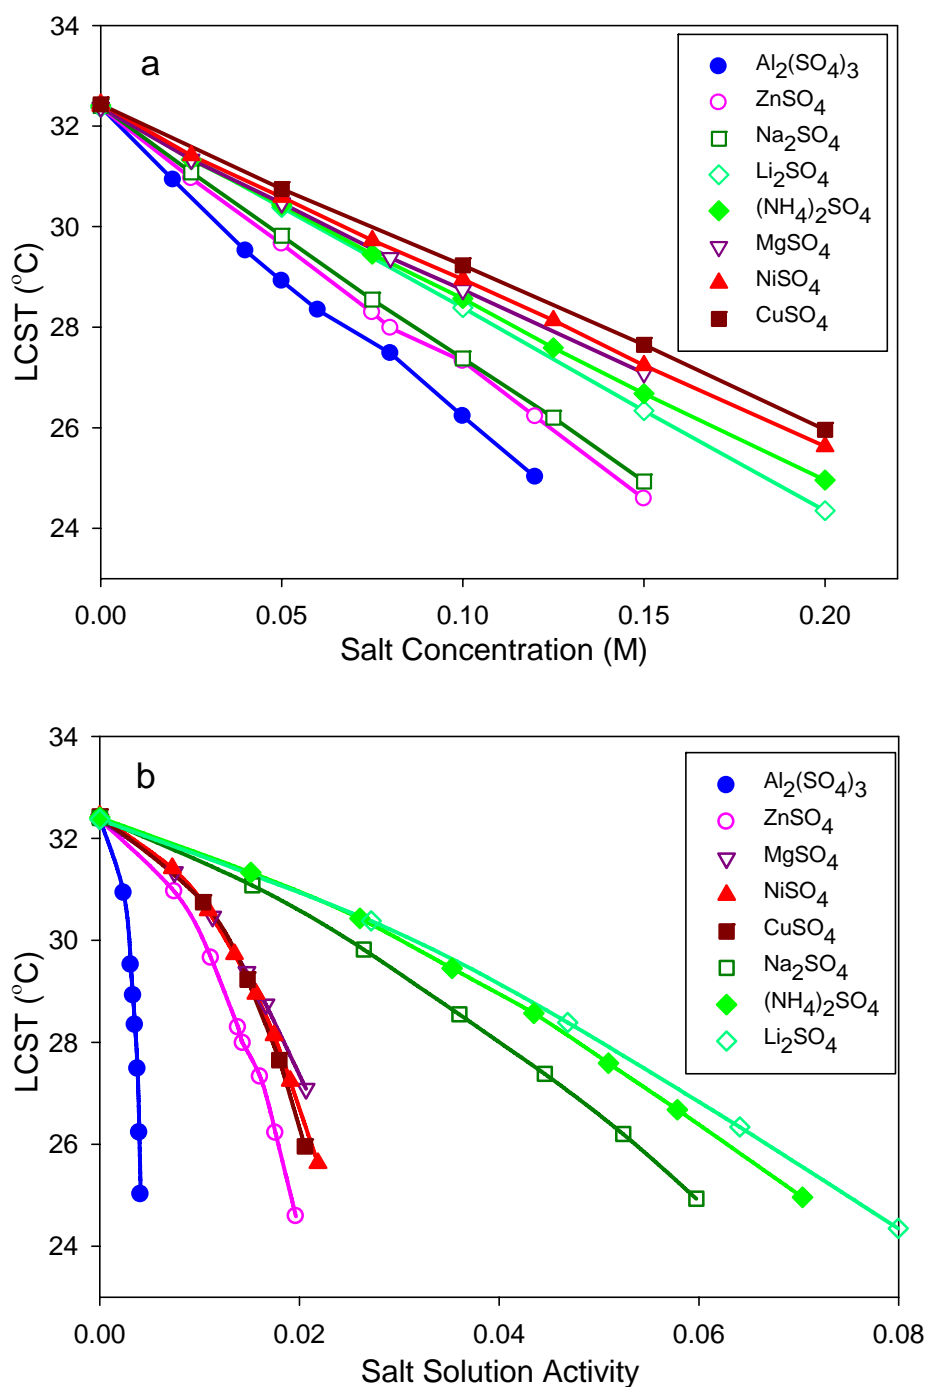 a
34
32
30
28
26
24
LCST (°C)
Al2(SO4)3
ZnSO4
Na2SO4
Li2SO4
(NH4)2SO4
MgSO4
NiSO4
CuSO4
0.00 0.05 0.10 0.15 0.20
Salt Concentration (M)
b
34
32
30
28
26
24
LCST (°C)
Al2(SO4)3
ZnSO4
MgSO4
NiSO4
CuSO4
Na2SO4
(NH4)2SO4
Li2SO4
0.00 0.02 0.04 0.06 0.08
Salt Solution Activity